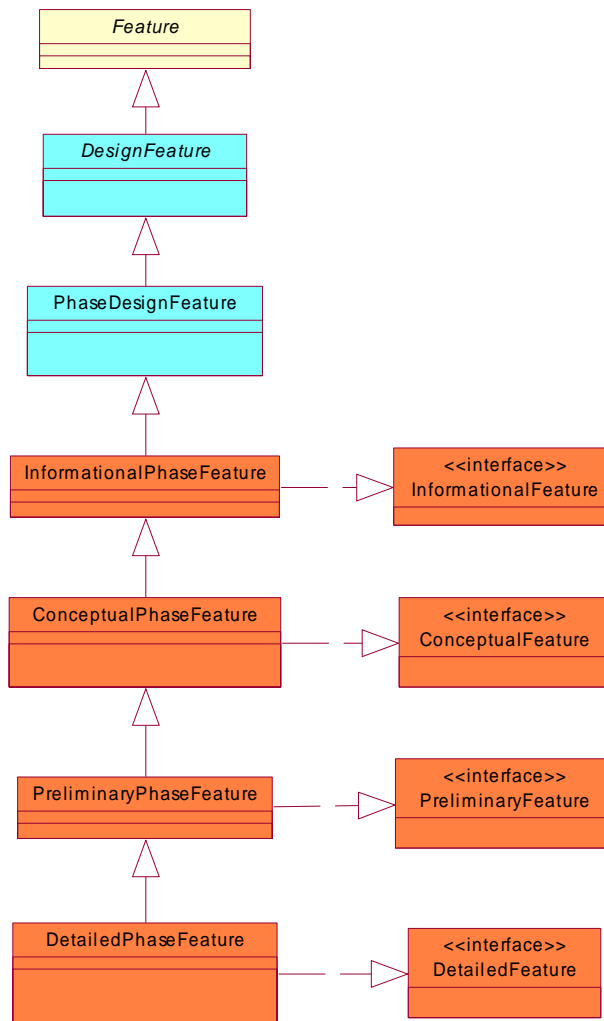 Feature
DesignFeature
PhaseDesignFeature
InformationalPhaseFeature
<<interface>>
InformationalFeature
ConceptualPhaseFeature
<<interface>>
ConceptualFeature
PreliminaryPhaseFeature
<<interface>>
PreliminaryFeature
DetailedPhaseFeature
<<interface>>
DetailedFeature